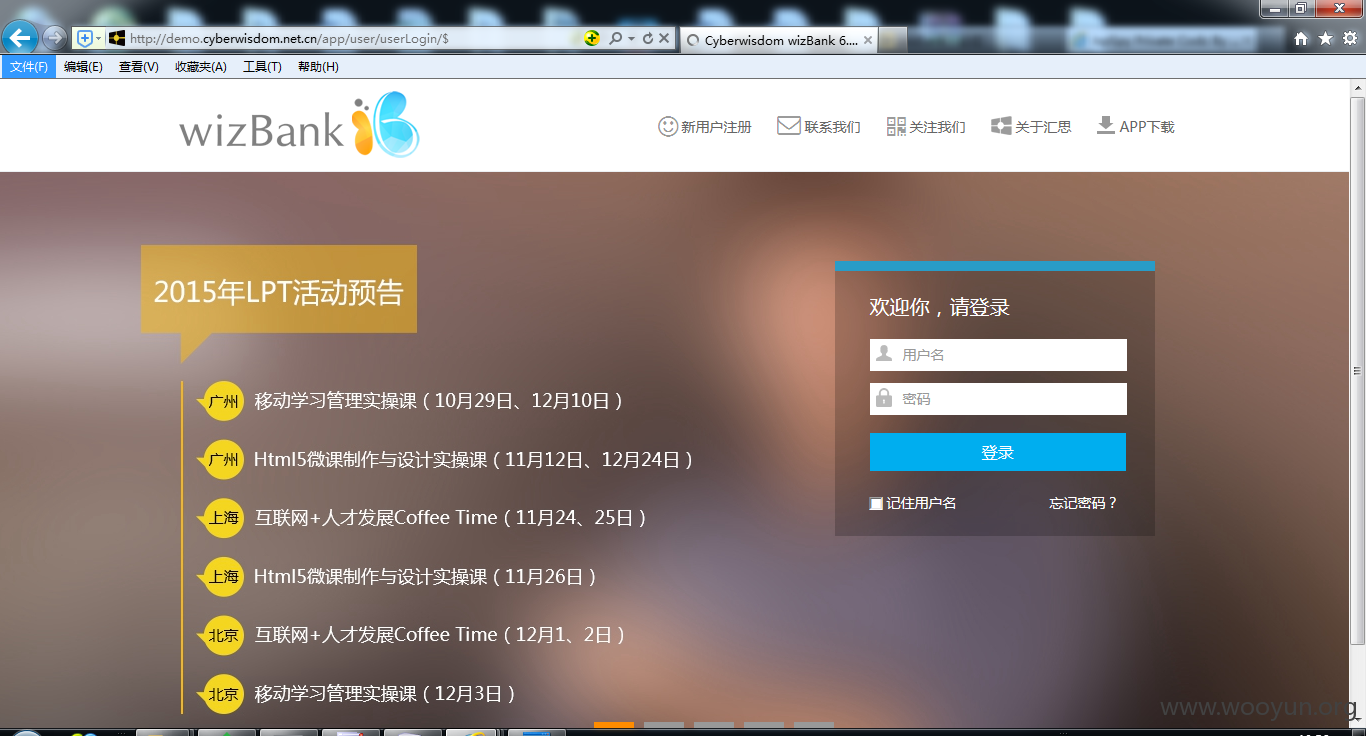 http://demo.cyberwisdom.net.cn/app/user/userLogin/$
Cyberwisdom wizBank 6....
文件(F) 编辑(E) 查看(V) 收藏夹(A) 工具(T) 帮助(H)
wizBank
新用户注册 联系我们 关注我们 关于汇思 APP下载
2015年LPT活动预告
欢迎你，请登录
用户名
密码
登录
记住用户名 忘记密码？
广州 移动学习管理实操课（10月29日、12月10日）
广州 Html5微课制作与设计实操课（11月12日、12月24日）
上海 互联网+人才发展Coffee Time（11月24、25日）
上海 Html5微课制作与设计实操课（11月26日）
北京 互联网+人才发展Coffee Time（12月1、2日）
北京 移动学习管理实操课（12月3日）
www.wooyun.org